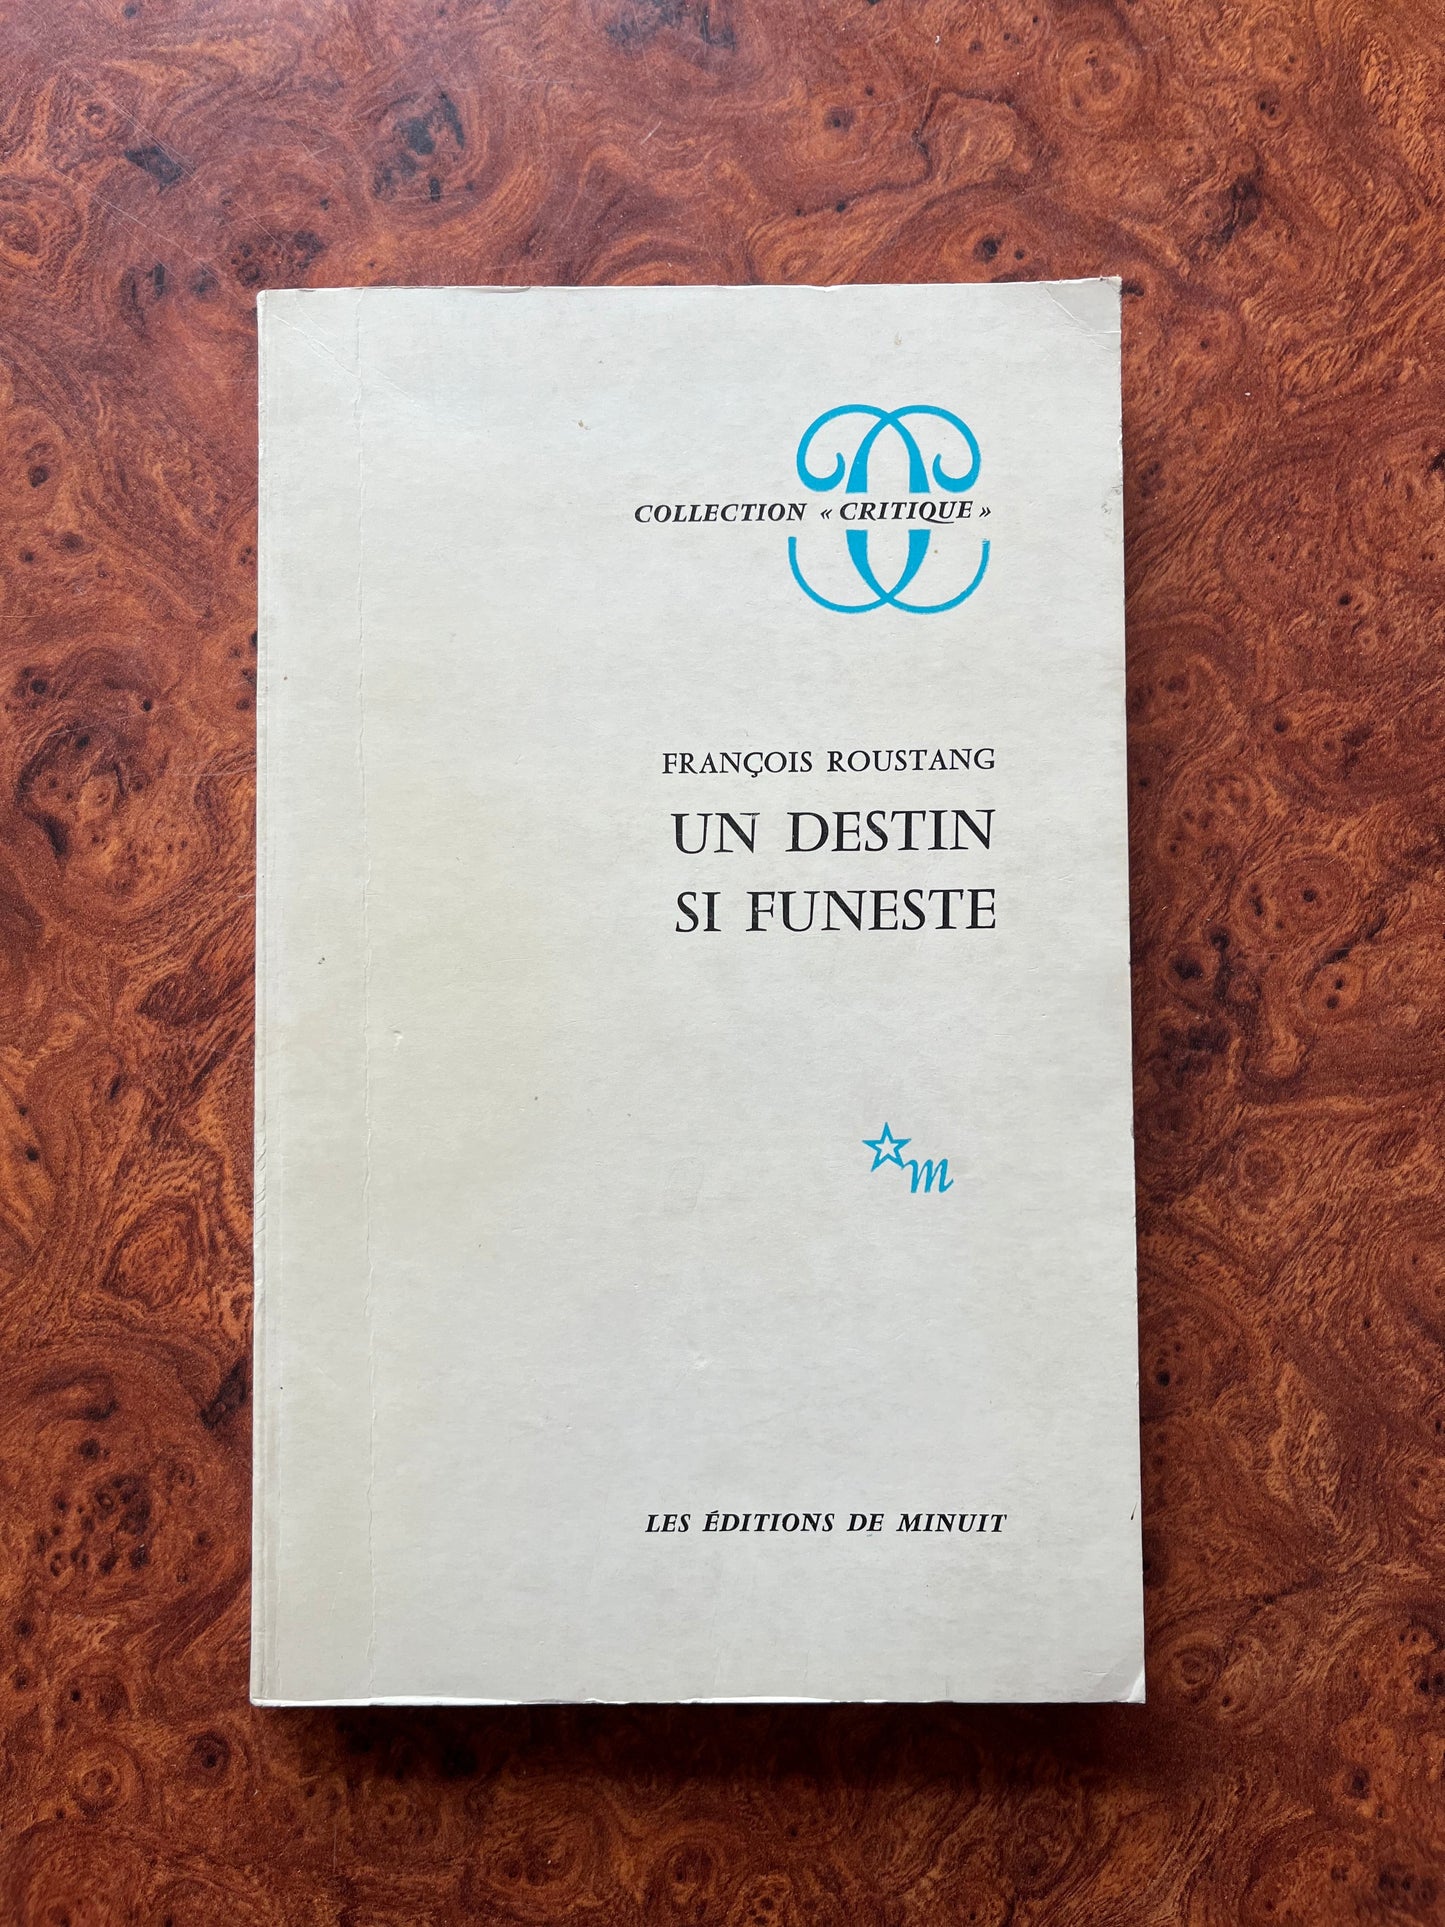 COLLECTION « CRITIQUE »
FRANÇOIS ROUSTANG
UN DESTIN
SI FUNESTE
m
LES ÉDITIONS DE MINUIT